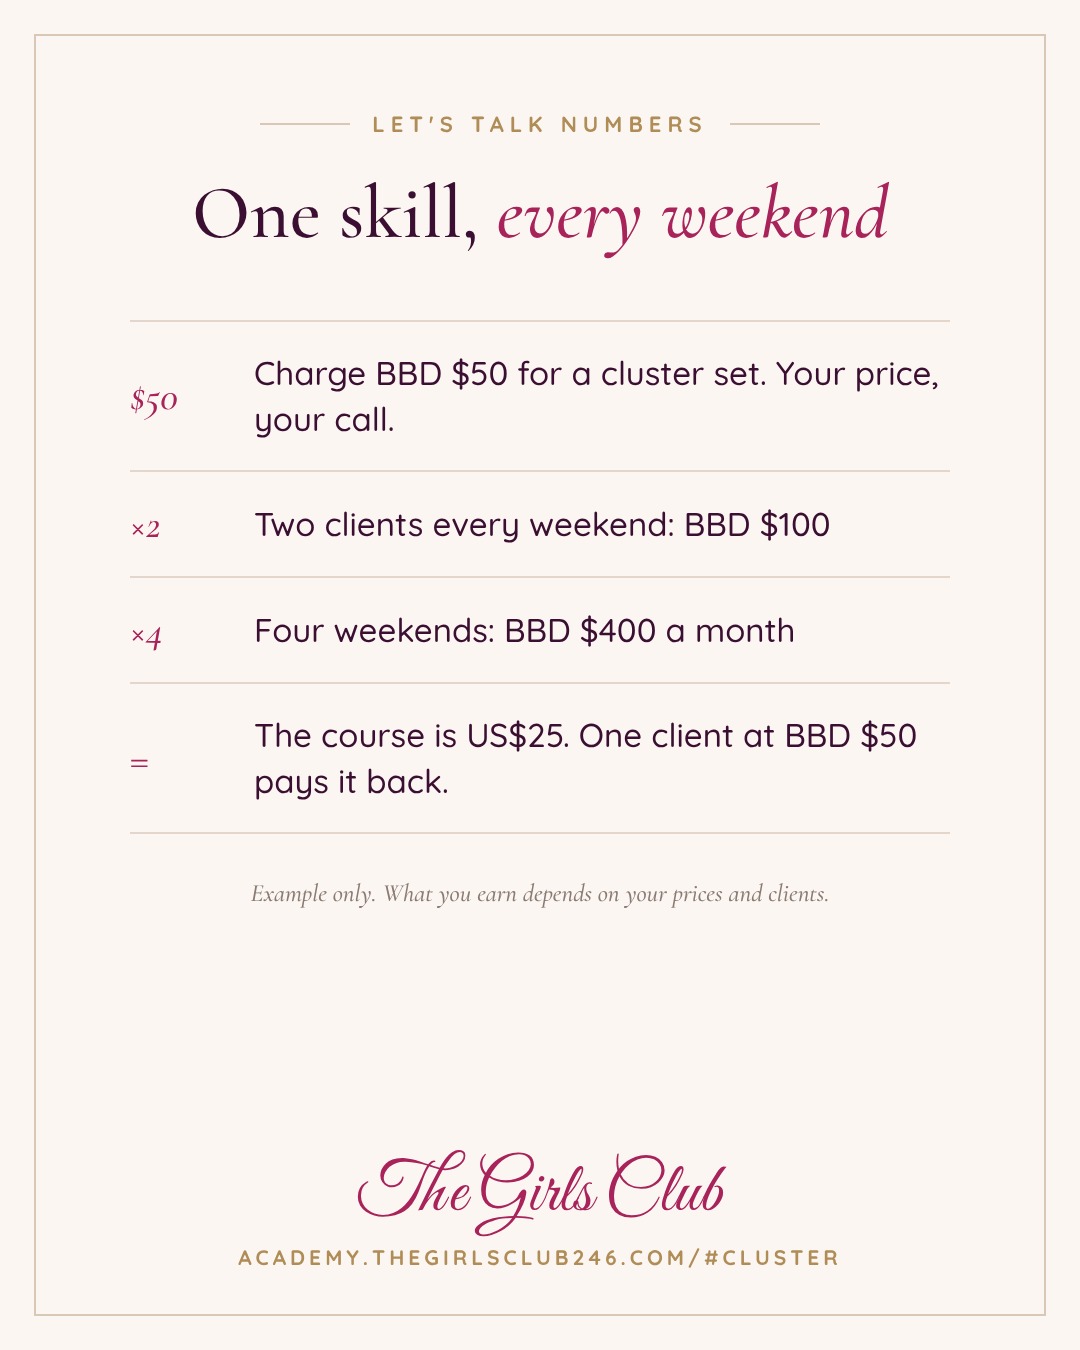 LET'S TALK NUMBERS
One skill, every weekend
$50
Charge BBD $50 for a cluster set. Your price,
your call.
×2
Two clients every weekend: BBD $100
×4
Four weekends: BBD $400 a month
=
The course is US$25. One client at BBD $50
pays it back.
Example only. What you earn depends on your prices and clients.
The Girls Club
ACADEMY.THEGIRLSCLUB246.COM/#CLUSTER